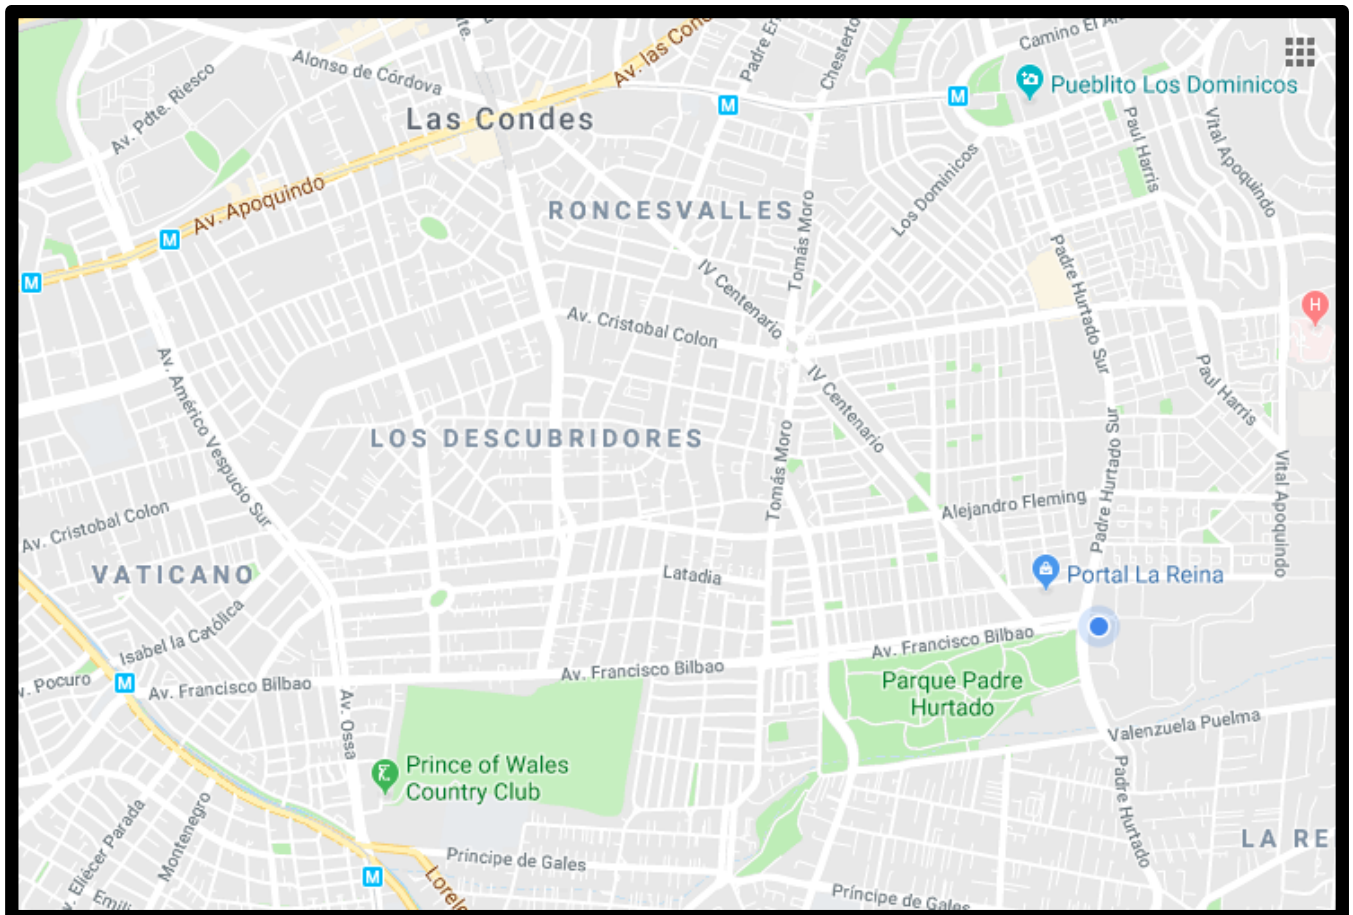 Camino El Al
Alonso de Córdova
Av. las Con
Padre Er
Chesterto
Av. Pdte. Riesco
M
M
Pueblito Los Dominicos
Las Condes
Paul Harris
Vital Apoquindo
Los Dominicos
Av. Apoquindo
RONCESVALLES
Tomás Moro
M
M
IV Centenario
Padre Hurtado Sur
H
Av. Cristobal Colon
Av. Américo Vespucio Sur
IV Centenario
Paul Harris
LOS DESCUBRIDORES
Tomás Moro
Padre Hurtado Sur
Vital Apoquindo
Alejandro Fleming
Av. Cristobal Colon
VATICANO
Latadia
Portal La Reina
Isabel la Católica
Av. Francisco Bilbao
Av. Francisco Bilbao
v. Pocuro
M
Av. Francisco Bilbao
Parque Padre
Hurtado
Av. Ossa
Valenzuela Puelma
Prince of Wales
Country Club
Padre Hurtado
v. Eliécer Parada
Montenegro
LA RE
Príncipe de Gales
M
Lorele
Príncipe de Gales
Emili